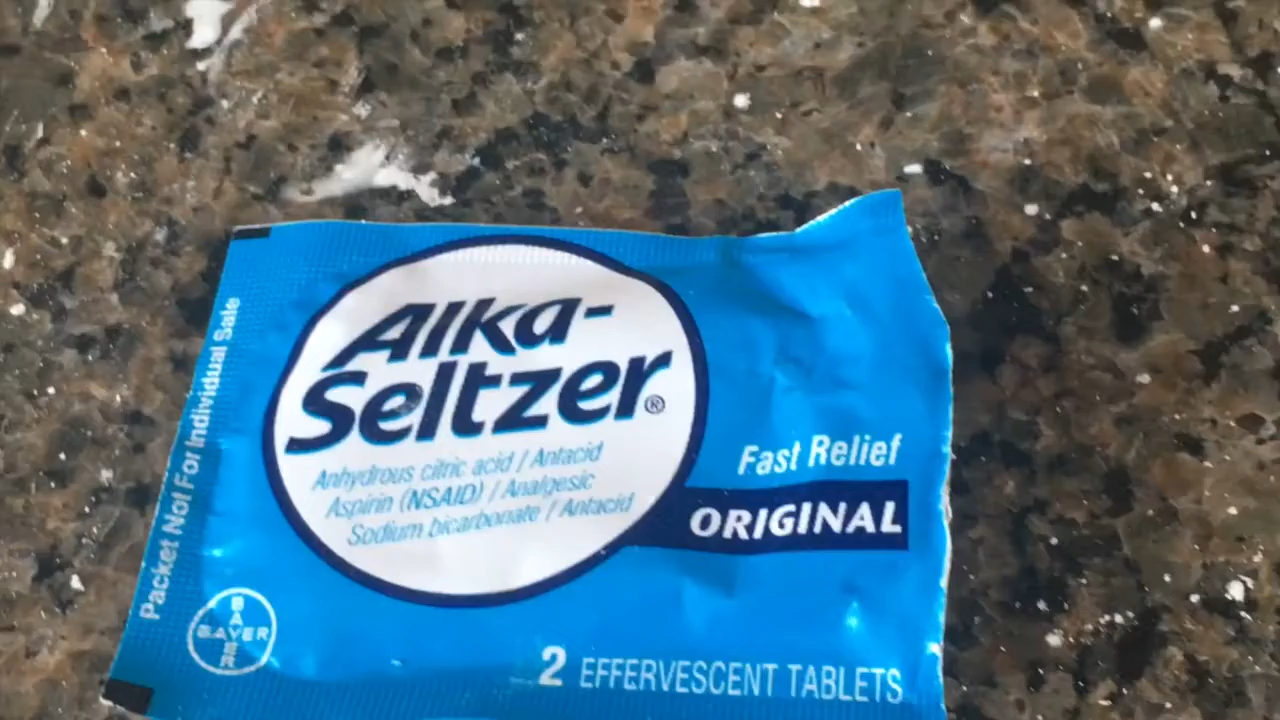 Alka-
Seltzer®
Anhydrous citric acid / Antacid
Aspirin (NSAID) / Analgesic
Sodium bicarbonate / Antacid
Fast Relief
ORIGINAL
2 EFFERVESCENT TABLETS
Packet Not For Individual Sale
BAYER
BAYER